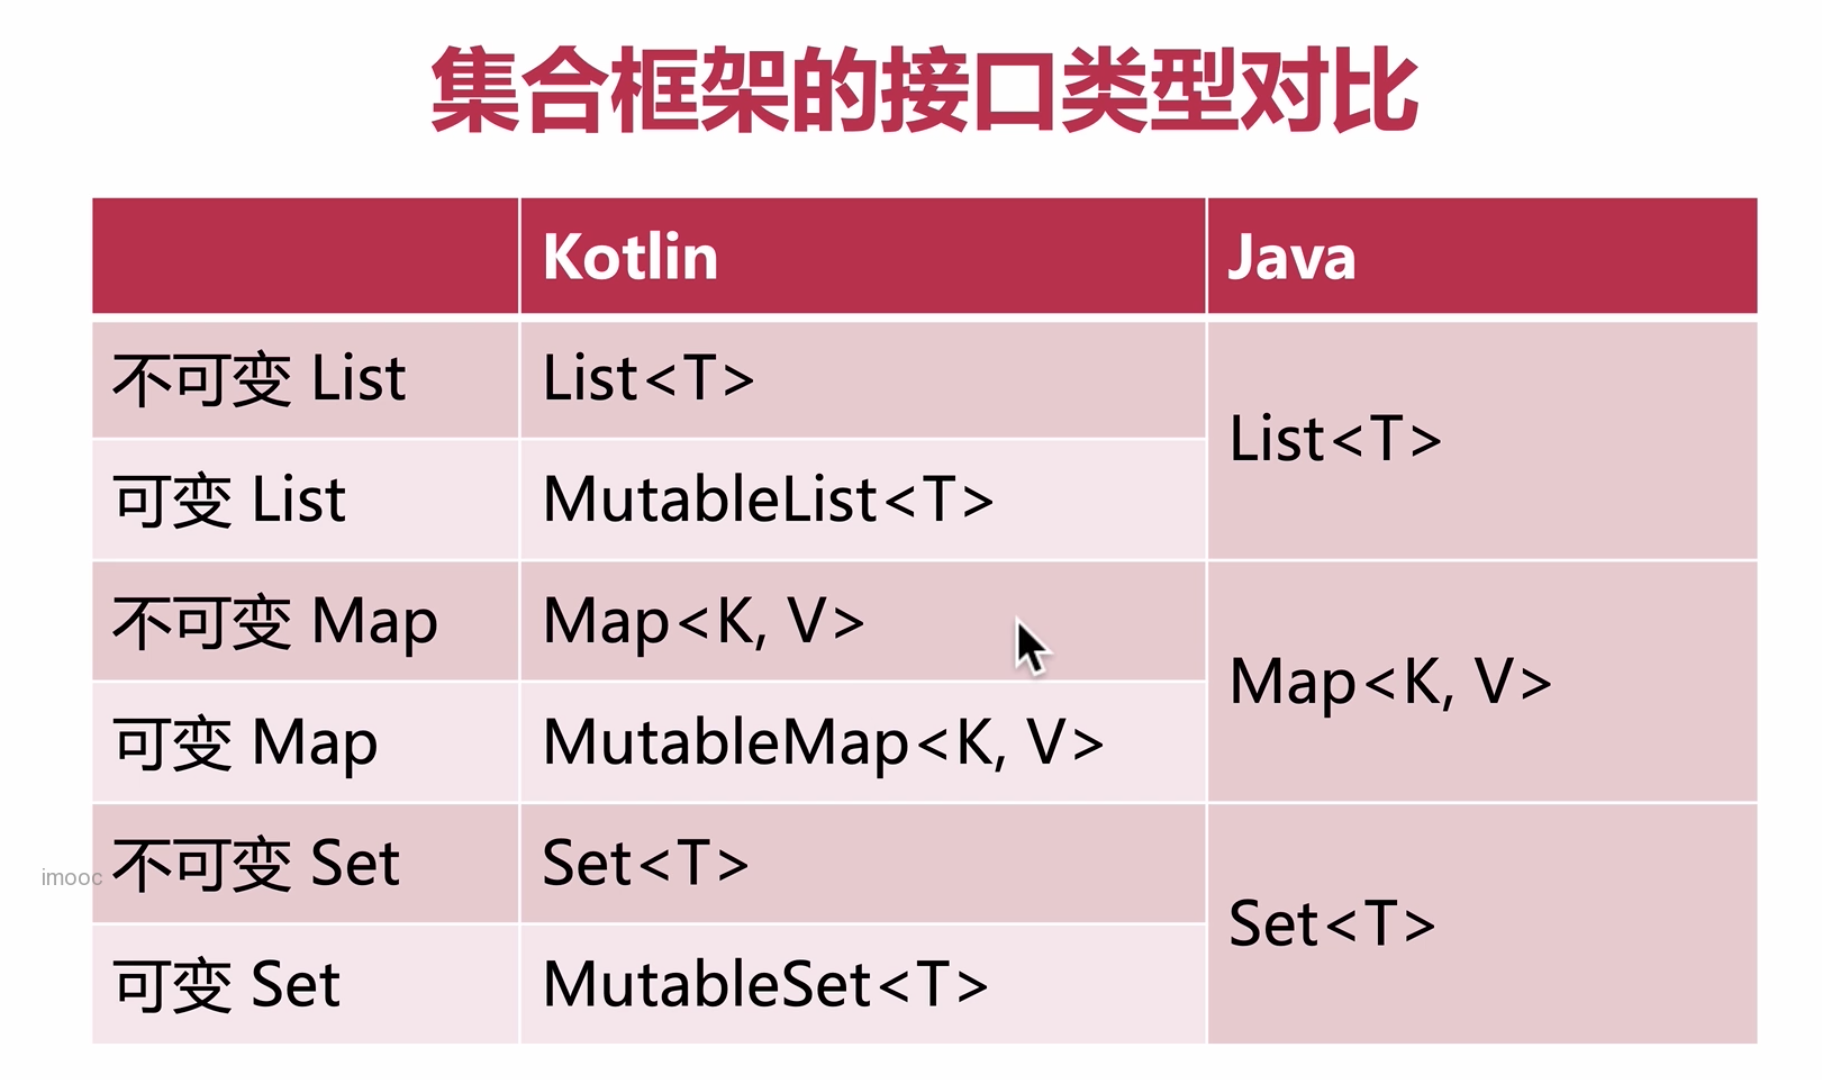 集合框架的接口类型对比
Kotlin
Java
不可变 List
List<T>
List<T>
可变 List
MutableList<T>
不可变 Map
Map<K, V>
Map<K, V>
可变 Map
MutableMap<K, V>
不可变 Set
Set<T>
Set<T>
可变 Set
MutableSet<T>
imooc